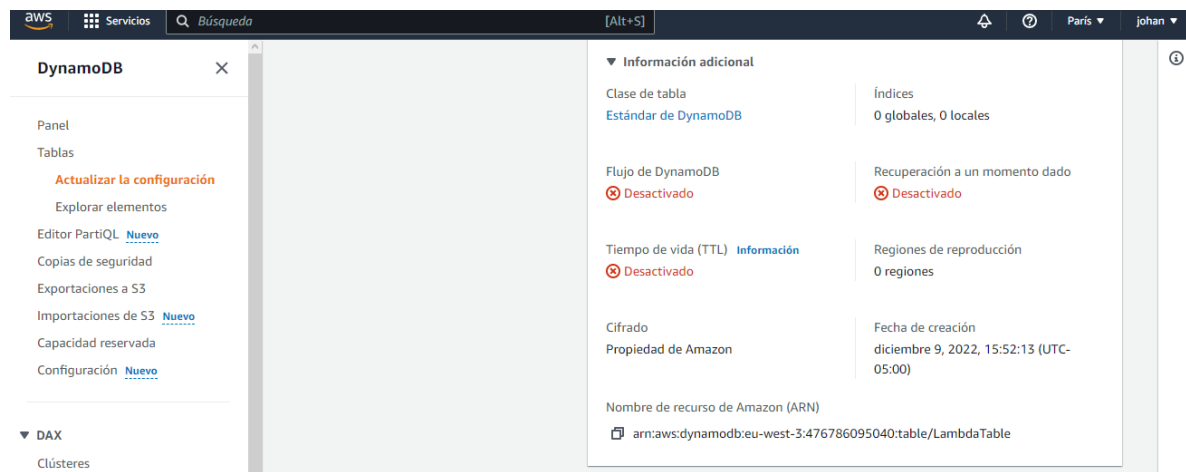 aws
Servicios
Búsqueda
[Alt+S]
París ▼
johan ▼
DynamoDB
Panel
Tablas
Actualizar la configuración
Explorar elementos
Editor PartiQL Nuevo
Copias de seguridad
Exportaciones a S3
Importaciones de S3 Nuevo
Capacidad reservada
Configuración Nuevo
▼ DAX
Clústeres
▼ Información adicional
Clase de tabla
Estándar de DynamoDB
Índices
0 globales, 0 locales
Flujo de DynamoDB
Desactivado
Recuperación a un momento dado
Desactivado
Tiempo de vida (TTL) Información
Desactivado
Regiones de reproducción
0 regiones
Cifrado
Propiedad de Amazon
Fecha de creación
diciembre 9, 2022, 15:52:13 (UTC-
05:00)
Nombre de recurso de Amazon (ARN)
arn:aws:dynamodb:eu-west-3:476786095040:table/LambdaTable